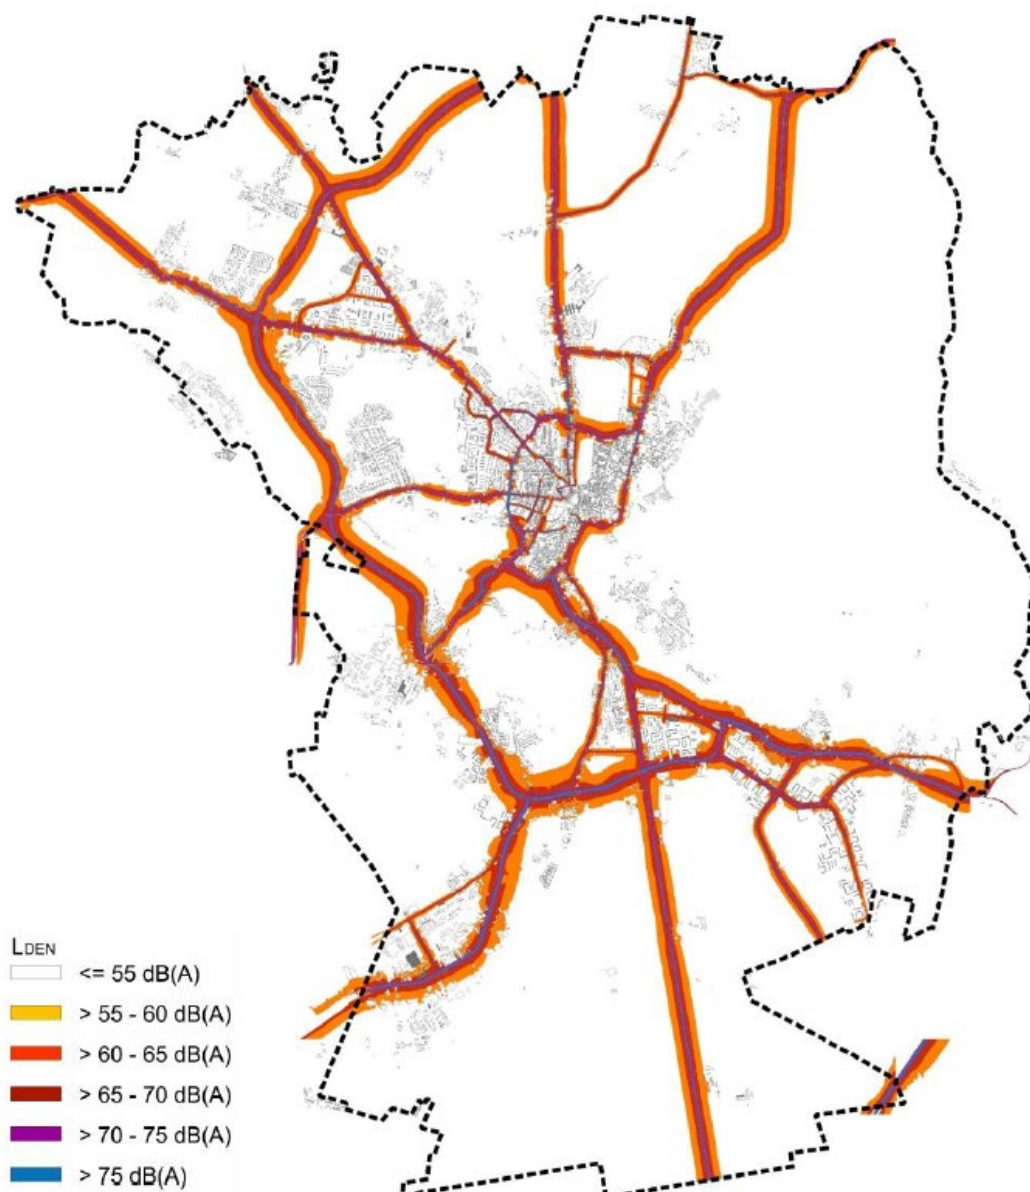 LDEN
<= 55 dB(A)
> 55 - 60 dB(A)
> 60 - 65 dB(A)
> 65 - 70 dB(A)
> 70 - 75 dB(A)
> 75 dB(A)